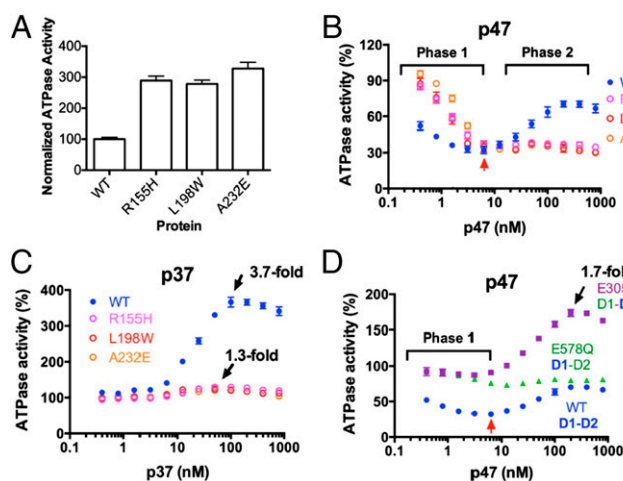 A
Normalized ATPase Activity
400
300
200
100
0
WT
R155H
L198W
A232E
Protein
B
p47
Phase 1
Phase 2
ATPase activity (%)
120
90
60
30
0
0.1
1
10
100
1000
p47 (nM)
C
p37
3.7-fold
WT
R155H
L198W
A232E
1.3-fold
ATPase activity (%)
400
300
200
100
0
0.1
1
10
100
1000
p37 (nM)
D
p47
1.7-fold
E305
D1-
Phase 1
E578Q
D1-D2
WT
D1-D2
ATPase activity (%)
200
150
100
50
0
0.1
1
10
100
1000
p47 (nM)